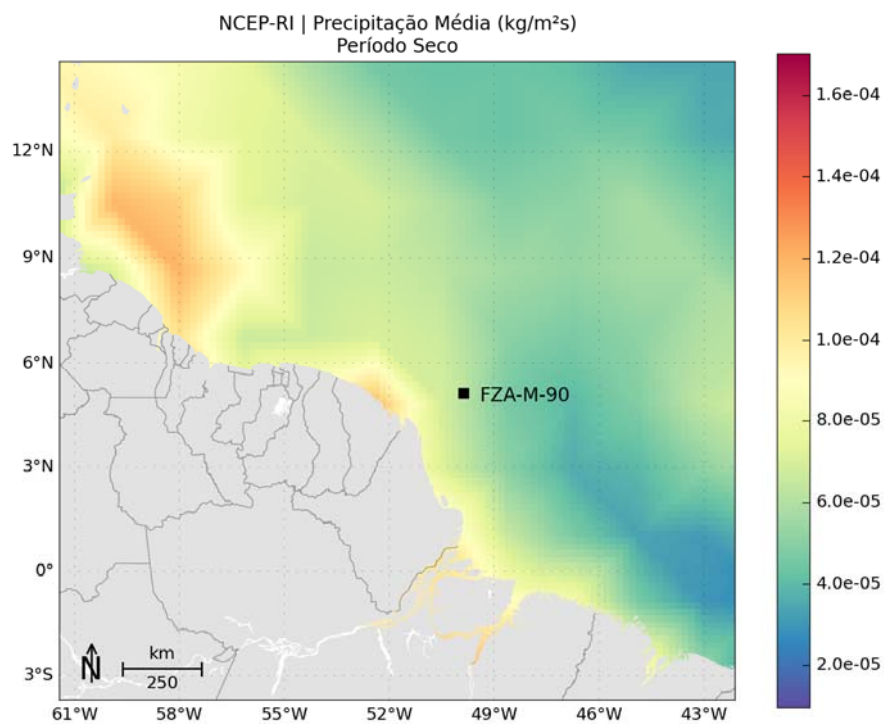 NCEP-RI | Precipitação Média (kg/m²s)
Período Seco
12°N
9°N
6°N
3°N
0°
3°S
61°W
58°W
55°W
52°W
49°W
46°W
43°W
FZA-M-90
N
km
250
1.6e-04
1.4e-04
1.2e-04
1.0e-04
8.0e-05
6.0e-05
4.0e-05
2.0e-05